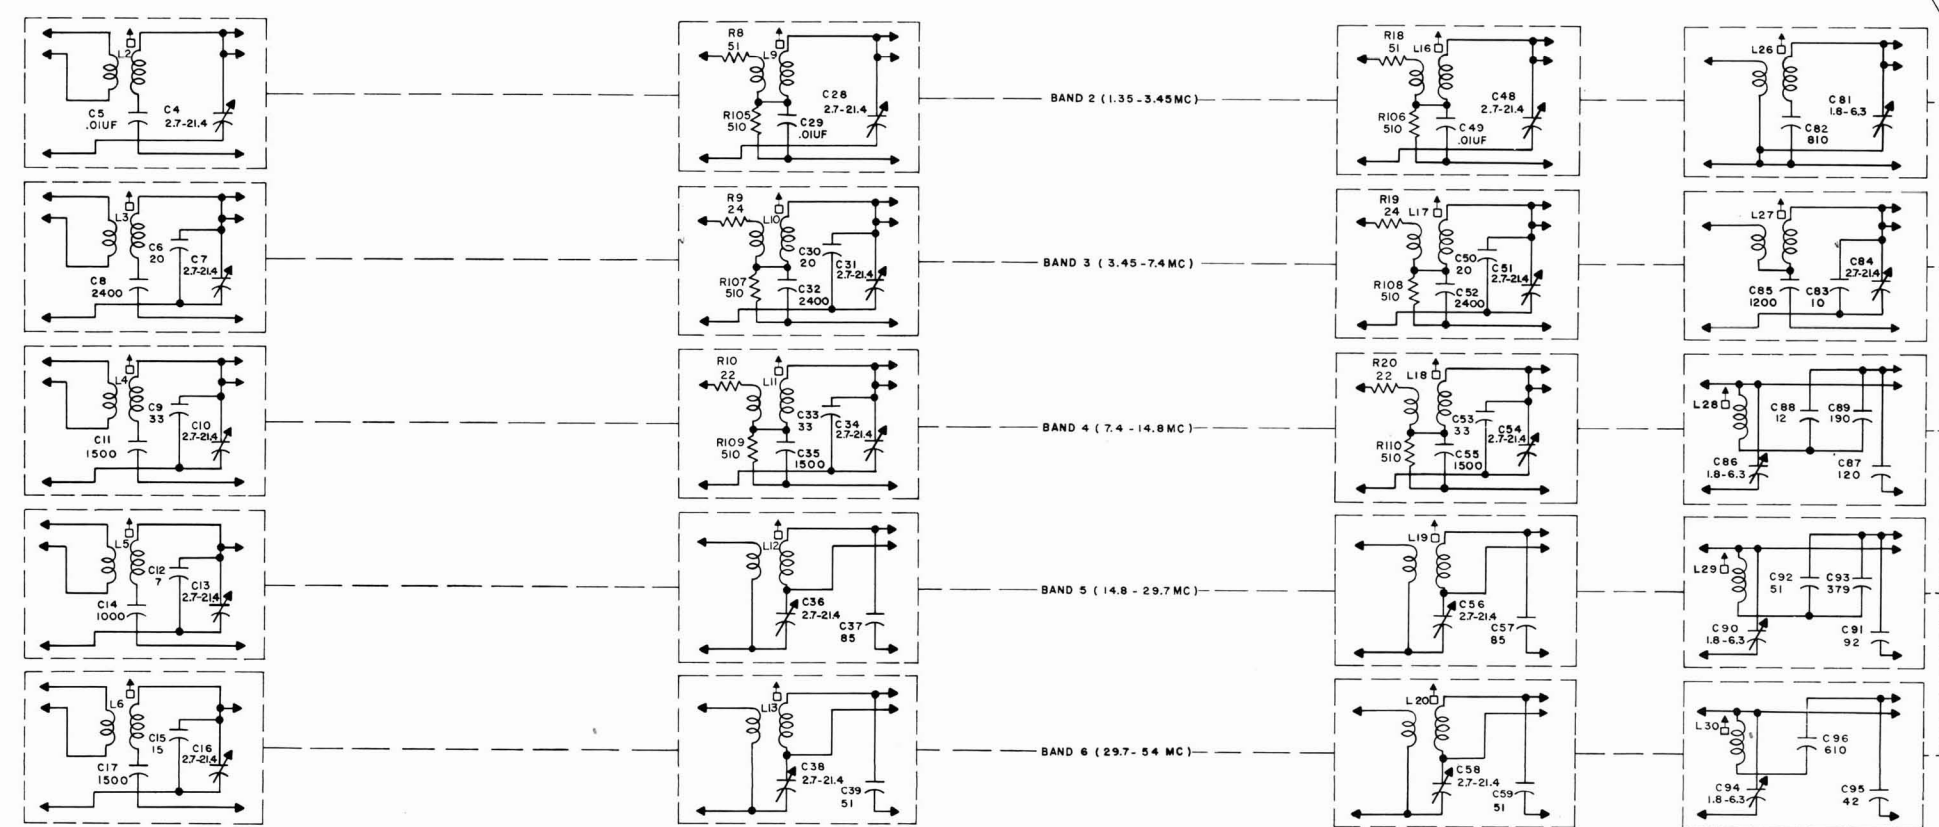 L2
C5
.01UF
C4
2.7-21.4
R8
51
L9
C28
2.7-21.4
R105
510
C29
.01UF
BAND 2 (1.35-3.45MC)
R18
51
L16
C48
2.7-21.4
R106
510
C49
.01UF
L26
C81
1.8-6.3
C82
810
L3
C6
20
C7
2.7-21.4
C8
2400
R9
24
L10
C30
20
C31
2.7-21.4
R107
510
C32
2400
BAND 3 (3.45-7.4MC)
R19
24
L17
C50
20
C51
2.7-21.4
R108
510
C52
2400
L27
C84
2.7-21.4
C85
1200
C83
10
L4
C9
33
C10
2.7-21.4
C11
1500
R10
22
L11
C33
33
C34
2.7-21.4
R109
510
C35
1500
BAND 4 (7.4-14.8MC)
R20
22
L18
C53
33
C54
2.7-21.4
R110
510
C55
1500
L28
C88
12
C89
190
C86
1.8-6.3
C87
120
L5
C12
7
C13
2.7-21.4
C14
1000
L12
C36
2.7-21.4
C37
85
BAND 5 (14.8-29.7MC)
L19
C56
2.7-21.4
C57
85
L29
C92
51
C93
379
C90
1.8-6.3
C91
92
L6
C15
15
C16
2.7-21.4
C17
1500
L13
C38
2.7-21.4
C39
51
BAND 6 (29.7-54 MC)
L20
C58
2.7-21.4
C59
51
L30
C96
610
C94
1.8-6.3
C95
42